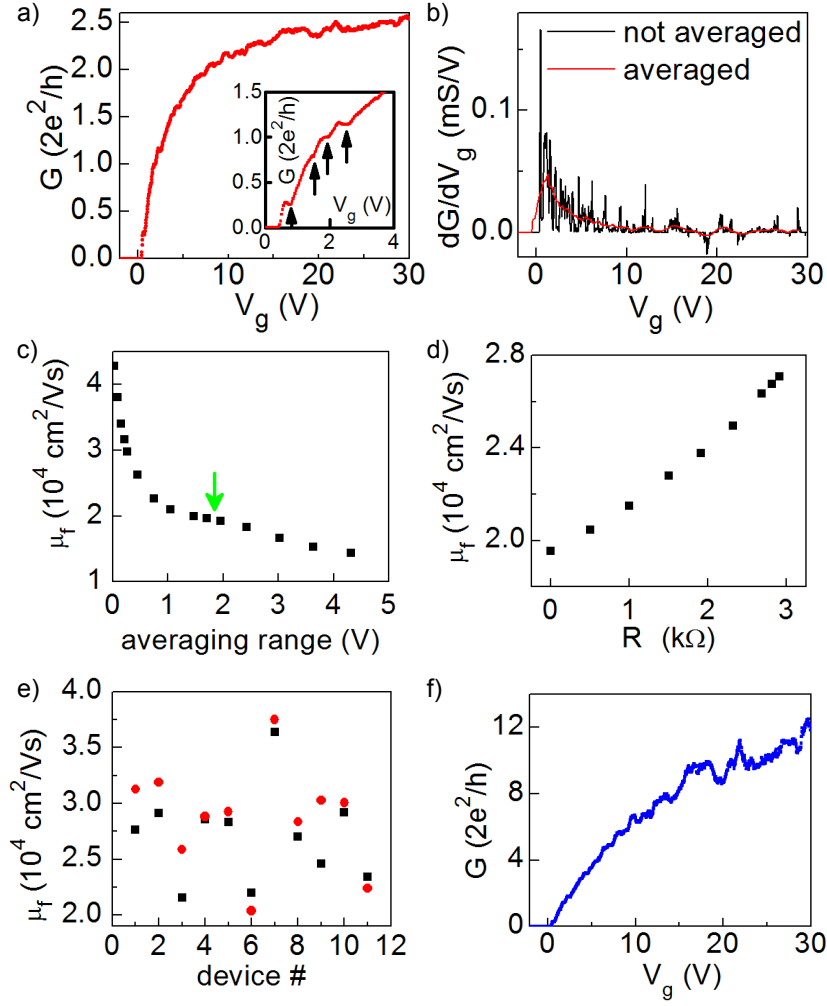 a)
G (2e²/h)
2.5
2.0
1.5
1.0
0.5
0.0
0 10 20 30
V_g (V)
G (2e²/h)
1.5
1.0
0.5
0.0
0 2 4
V_g (V)
b)
dG/dV_g (mS/V)
0.1
0.0
not averaged
averaged
0 10 20 30
V_g (V)
c)
μ_f (10⁴ cm²/Vs)
4
3
2
1
0 1 2 3 4 5
averaging range (V)
d)
μ_f (10⁴ cm²/Vs)
2.8
2.4
2.0
0 1 2 3
R (kΩ)
e)
μ_f (10⁴ cm²/Vs)
4.0
3.5
3.0
2.5
2.0
0 2 4 6 8 10 12
device #
f)
G (2e²/h)
12
8
4
0
0 10 20 30
V_g (V)